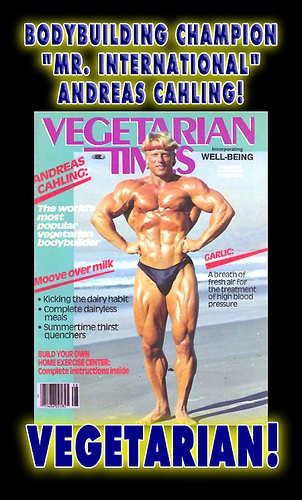 BODYBUILDING CHAMPION
"MR. INTERNATIONAL"
ANDREAS CAHLING!
VEGETARIAN
TIMES
Incorporating
WELL-BEING
ANDREAS
CAHLING:
The world's
most
popular
vegetarian
bodybuilder
Moove over milk
• Kicking the dairy habit
• Complete dairyless
meals
• Summertime thirst
quenchers
BUILD YOUR OWN
HOME EXERCISE CENTER:
Complete instructions inside
GARLIC:
A breath of
fresh air for
the treatment
of high blood
pressure
VEGETARIAN!